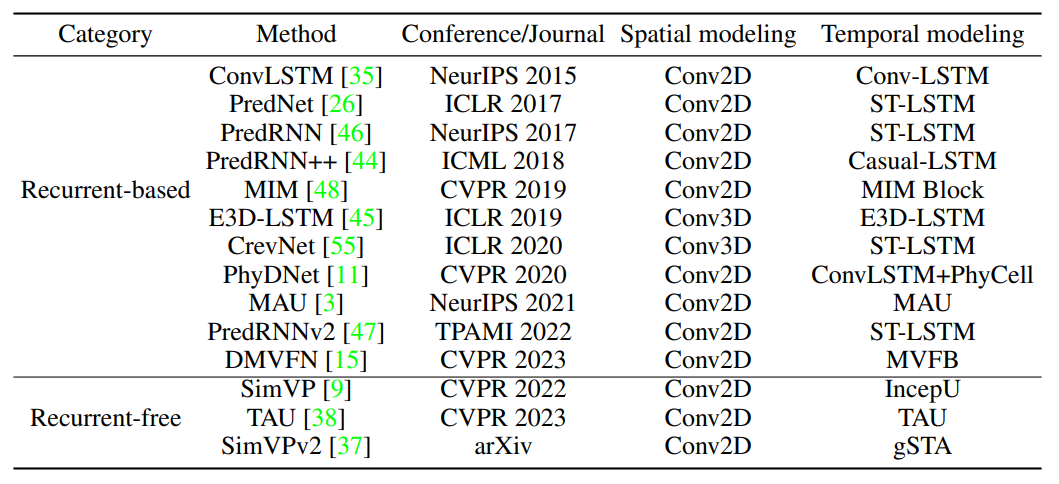 Category Method Conference/Journal Spatial modeling Temporal modeling
ConvLSTM [35] NeurIPS 2015 Conv2D Conv-LSTM
PredNet [26] ICLR 2017 Conv2D ST-LSTM
PredRNN [46] NeurIPS 2017 Conv2D ST-LSTM
PredRNN++ [44] ICML 2018 Conv2D Casual-LSTM
Recurrent-based MIM [48] CVPR 2019 Conv2D MIM Block
E3D-LSTM [45] ICLR 2019 Conv3D E3D-LSTM
CrevNet [55] ICLR 2020 Conv3D ST-LSTM
PhyDNet [11] CVPR 2020 Conv2D ConvLSTM+PhyCell
MAU [3] NeurIPS 2021 Conv2D MAU
PredRNNv2 [47] TPAMI 2022 Conv2D ST-LSTM
DMVFN [15] CVPR 2023 Conv2D MVFB
SimVP [9] CVPR 2022 Conv2D IncepU
Recurrent-free TAU [38] CVPR 2023 Conv2D TAU
SimVPv2 [37] arXiv Conv2D gSTA